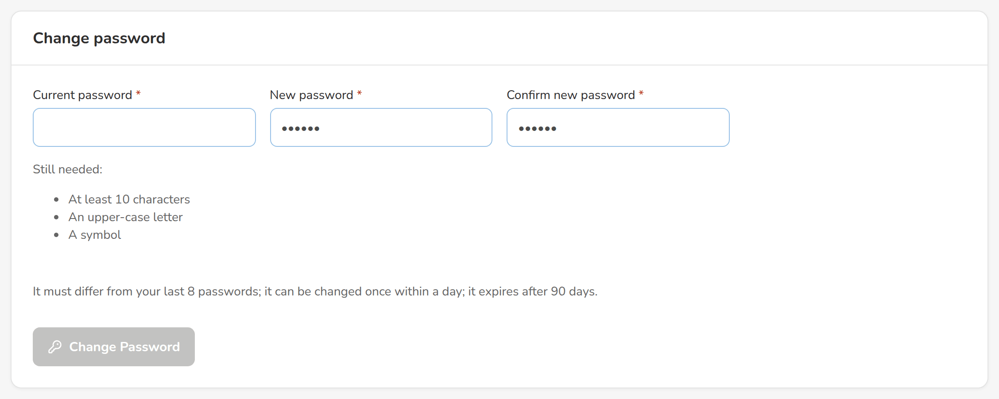 Change password
Current password *
New password *
Confirm new password *
••••••
••••••
Still needed:
• At least 10 characters
• An upper-case letter
• A symbol
It must differ from your last 8 passwords; it can be changed once within a day; it expires after 90 days.
Change Password